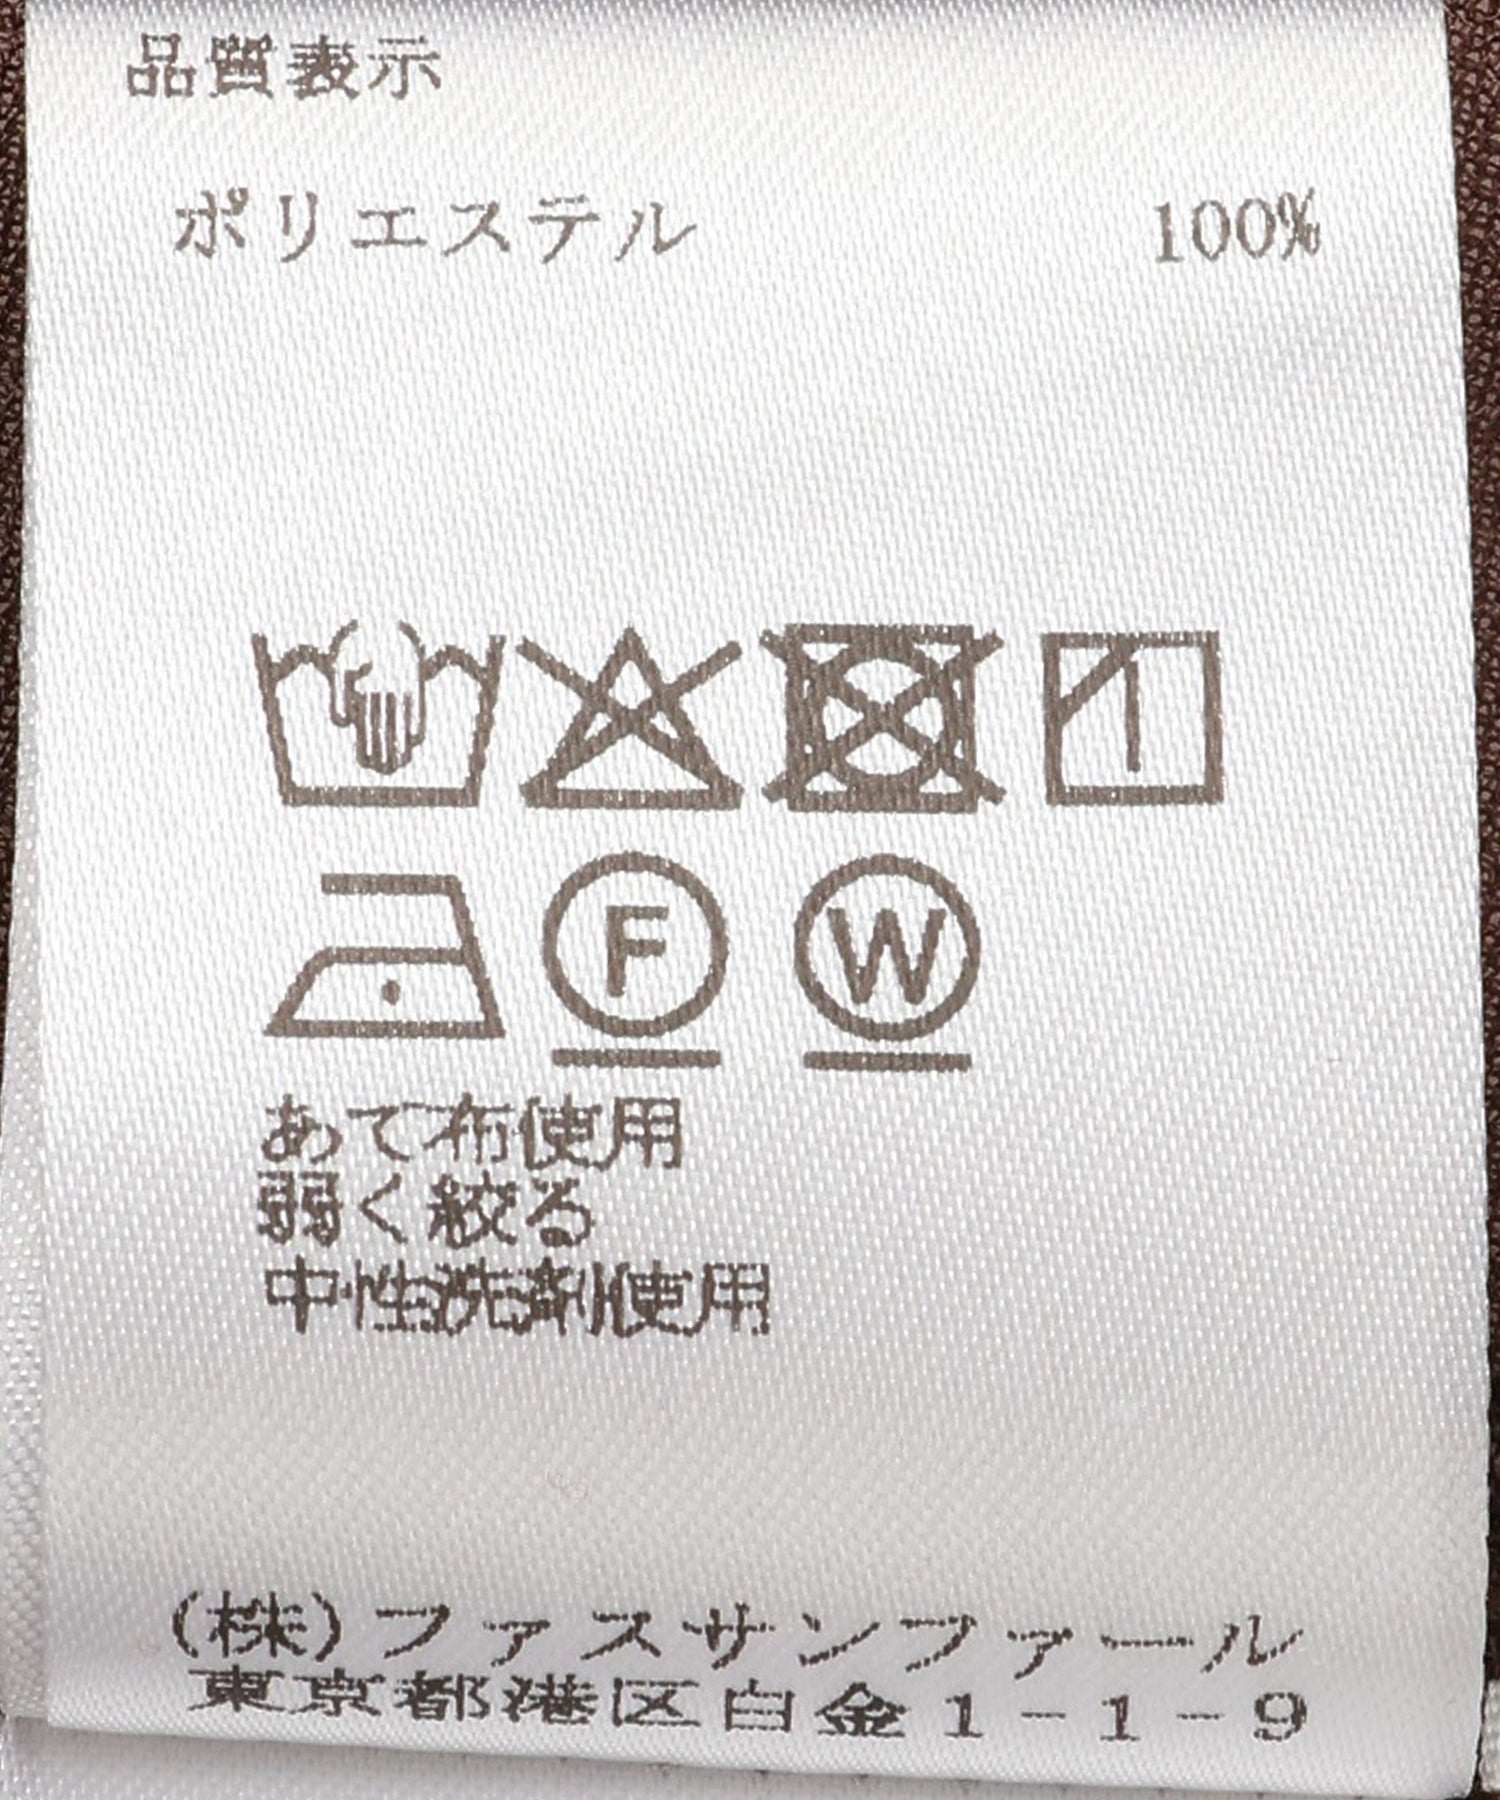 品質表示
ポリエステル 100%
F W
あて布使用
弱く絞る
中性洗剤使用
(株)ファスサンファール
東京都港区白金1-1-9